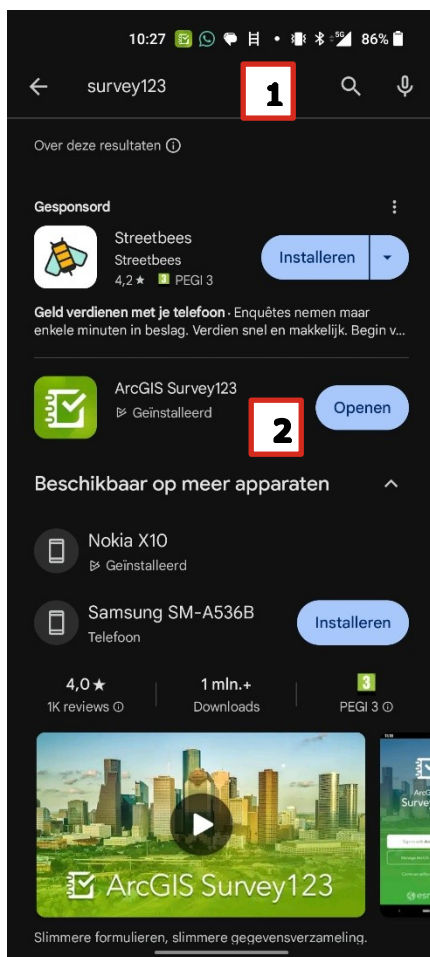 10:27 5G 86%
survey123
1
Over deze resultaten
Gesponsord
Streetbees
Streetbees
4,2★ 3 PEGI 3
Installeren
Geld verdienen met je telefoon · Enquêtes nemen maar
enkele minuten in beslag. Verdien snel en makkelijk. Begin v...
ArcGIS Survey123
Geïnstalleerd
2
Openen
Beschikbaar op meer apparaten
Nokia X10
Geïnstalleerd
Samsung SM-A536B
Telefoon
Installeren
4,0★ 1 mln.+ 3
1K reviews Downloads PEGI 3
ArcGIS Survey123
Slimmere formulieren, slimmere gegevensverzameling.